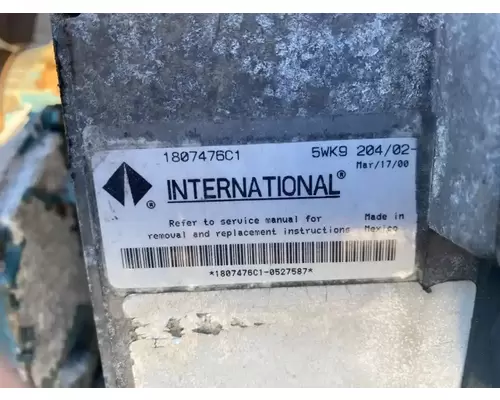 1807476C1 5WK9 204/02-
Mar/17/00
® INTERNATIONAL®
Refer to service manual for Made in
removal and replacement instructions Mexico
*1807476C1-0527587*